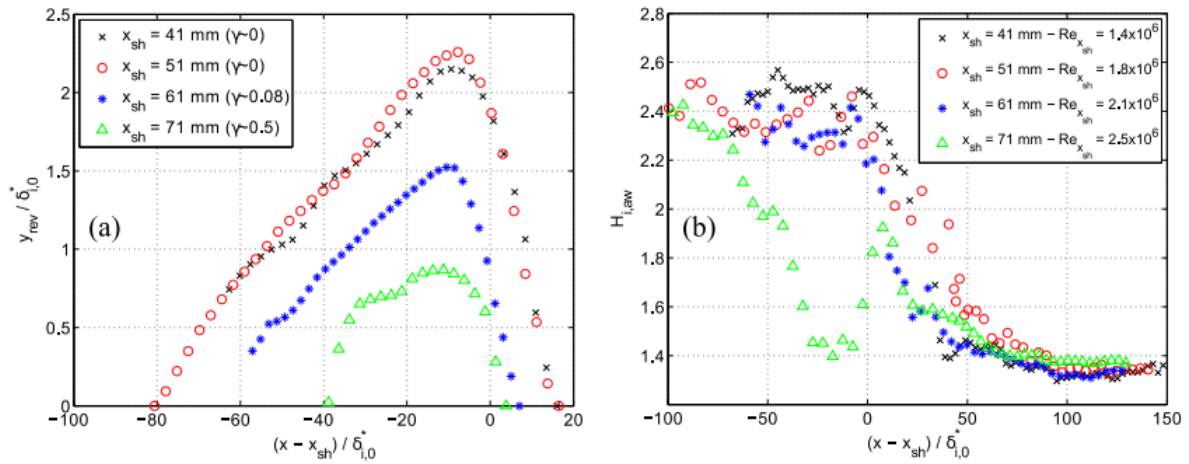 2.5
2
1.5
1
0.5
0
y_rev / δ*_i,0
x_sh = 41 mm (γ~0)
x_sh = 51 mm (γ~0)
x_sh = 61 mm (γ~0.08)
x_sh = 71 mm (γ~0.5)
(a)
−100 −80 −60 −40 −20 0 20
(x − x_sh) / δ*_i,0
2.8
2.6
2.4
2.2
2
1.8
1.6
1.4
H_i,aw
x_sh = 41 mm − Re_x_sh = 1.4x10^6
x_sh = 51 mm − Re_x_sh = 1.8x10^6
x_sh = 61 mm − Re_x_sh = 2.1x10^6
x_sh = 71 mm − Re_x_sh = 2.5x10^6
(b)
−100 −50 0 50 100 150
(x − x_sh) / δ*_i,0